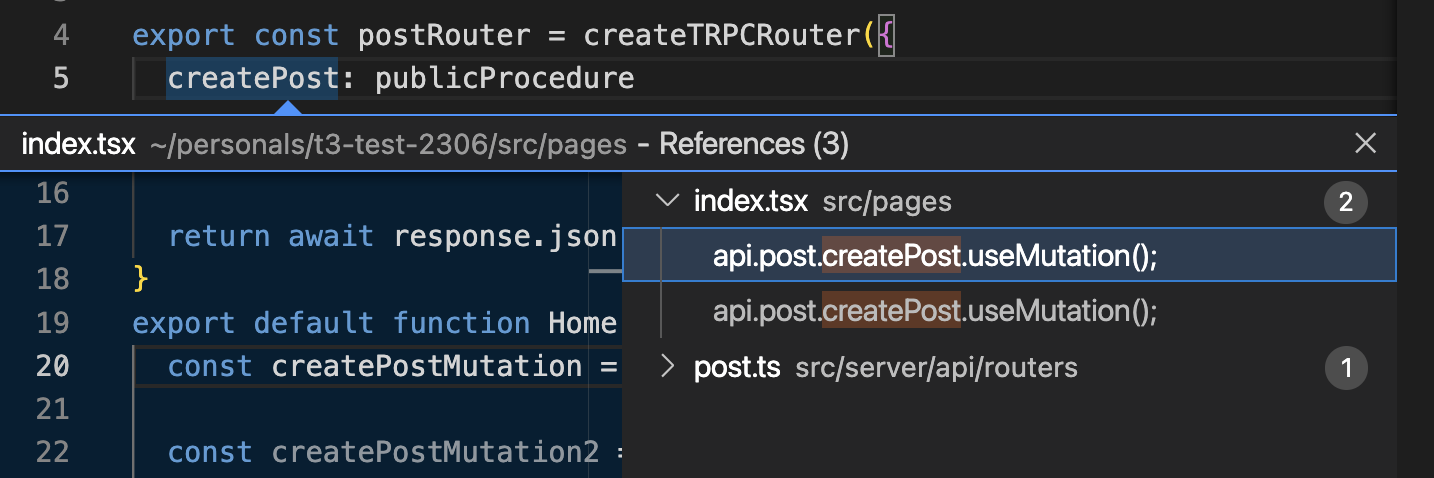 4 export const postRouter = createTRPCRouter({
5 createPost: publicProcedure
index.tsx ~/personals/t3-test-2306/src/pages - References (3)
16
17 return await response.json
18 }
19 export default function Home
20 const createPostMutation =
21
22 const createPostMutation2 =
index.tsx src/pages 2
api.post.createPost.useMutation();
api.post.createPost.useMutation();
post.ts src/server/api/routers 1